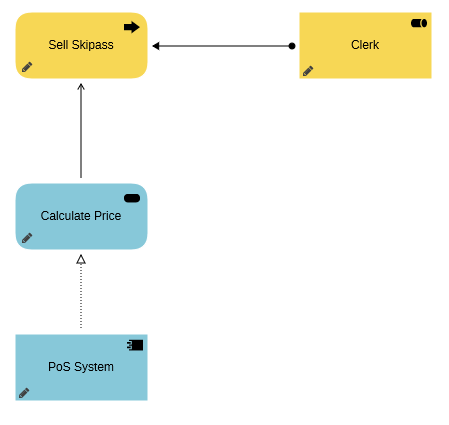 Sell Skipass
Clerk
Calculate Price
PoS System